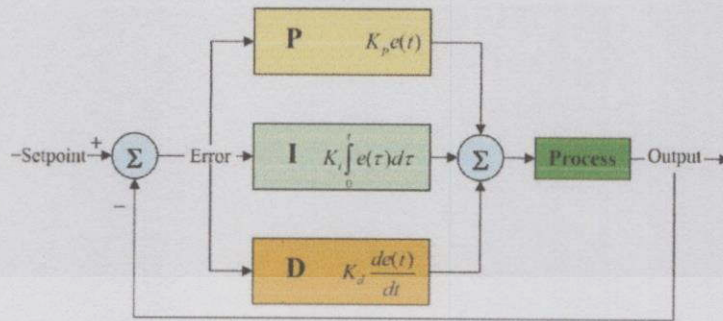 P K_p e(t)
–Setpoint + Σ Error I K_i ∫_0^t e(τ)dτ Σ Process Output
−
D K_d de(t)/dt